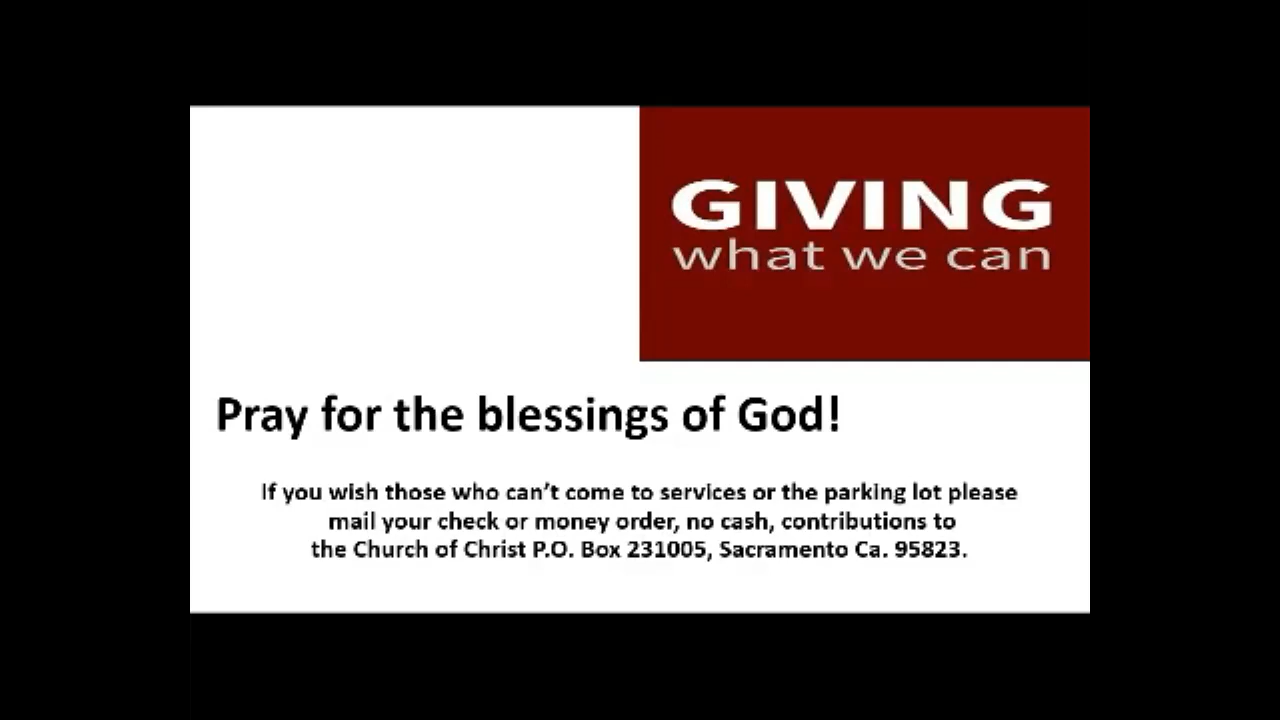 GIVING
what we can
Pray for the blessings of God!
If you wish those who can’t come to services or the parking lot please
mail your check or money order, no cash, contributions to
the Church of Christ P.O. Box 231005, Sacramento Ca. 95823.